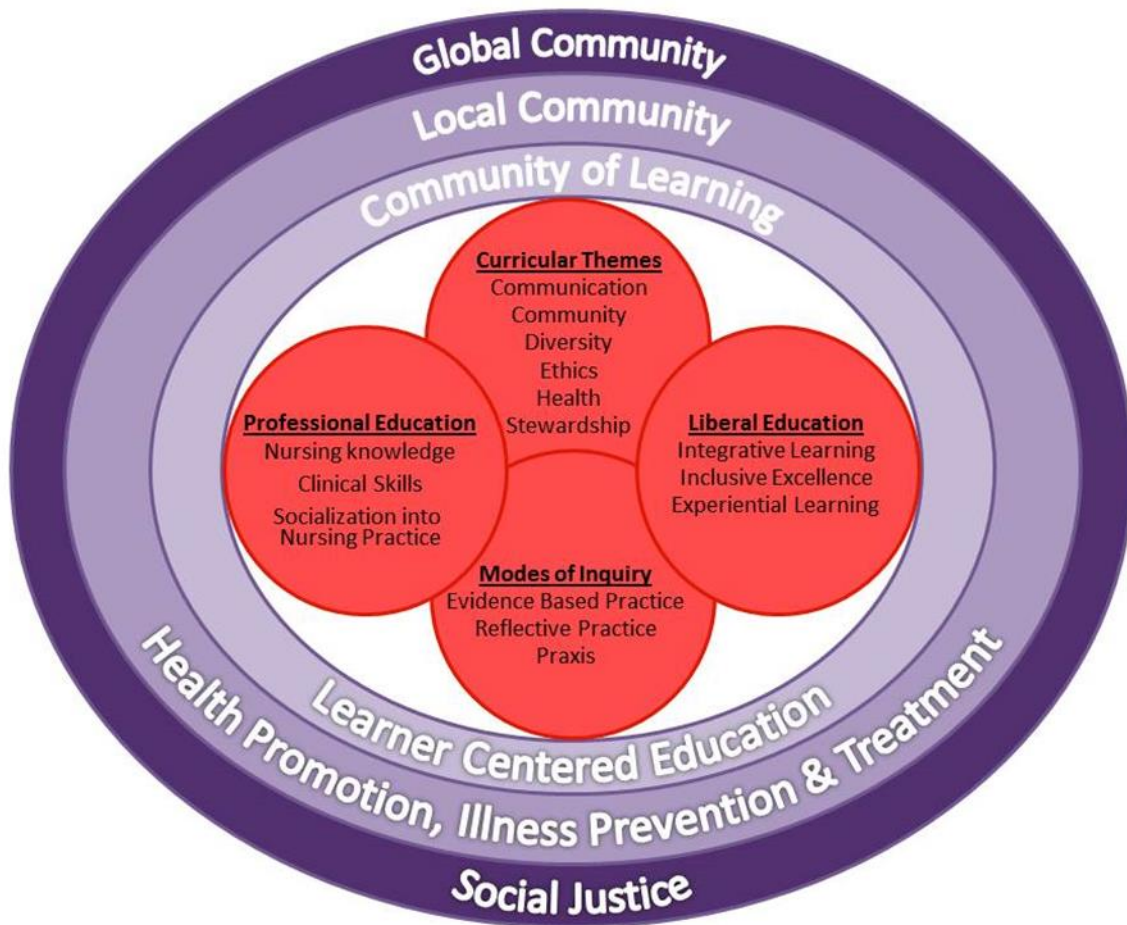 Global Community
Local Community
Community of Learning
Curricular Themes
Communication
Community
Diversity
Ethics
Health
Stewardship
Professional Education
Nursing knowledge
Clinical Skills
Socialization into
Nursing Practice
Liberal Education
Integrative Learning
Inclusive Excellence
Experiential Learning
Modes of Inquiry
Evidence Based Practice
Reflective Practice
Praxis
Learner Centered Education
Health Promotion, Illness Prevention & Treatment
Social Justice